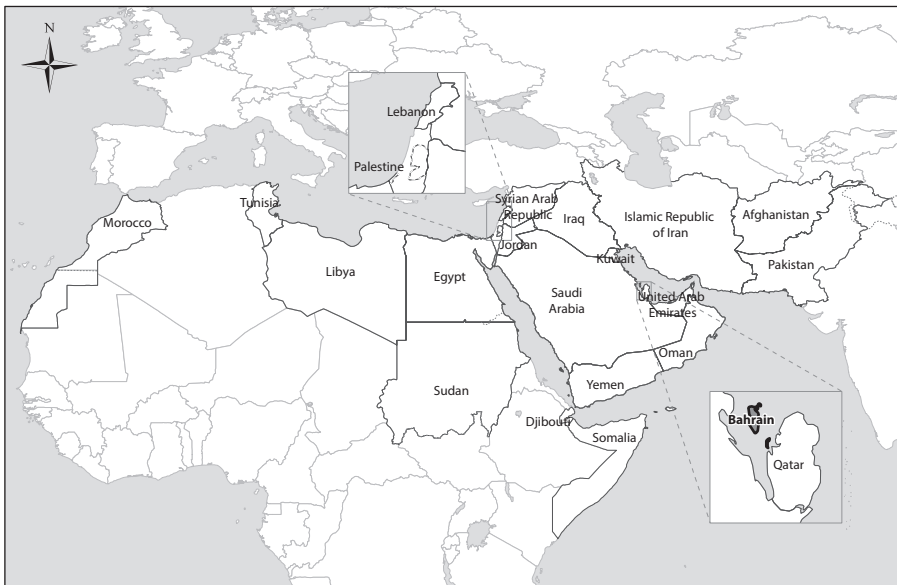 N
Lebanon
Palestine
Morocco
Tunisia
Libya
Egypt
Syrian Arab
Republic
Iraq
Jordan
Islamic Republic
of Iran
Afghanistan
Pakistan
Kuwait
Saudi
Arabia
United Arab
Emirates
Oman
Yemen
Sudan
Djibouti
Somalia
Bahrain
Qatar